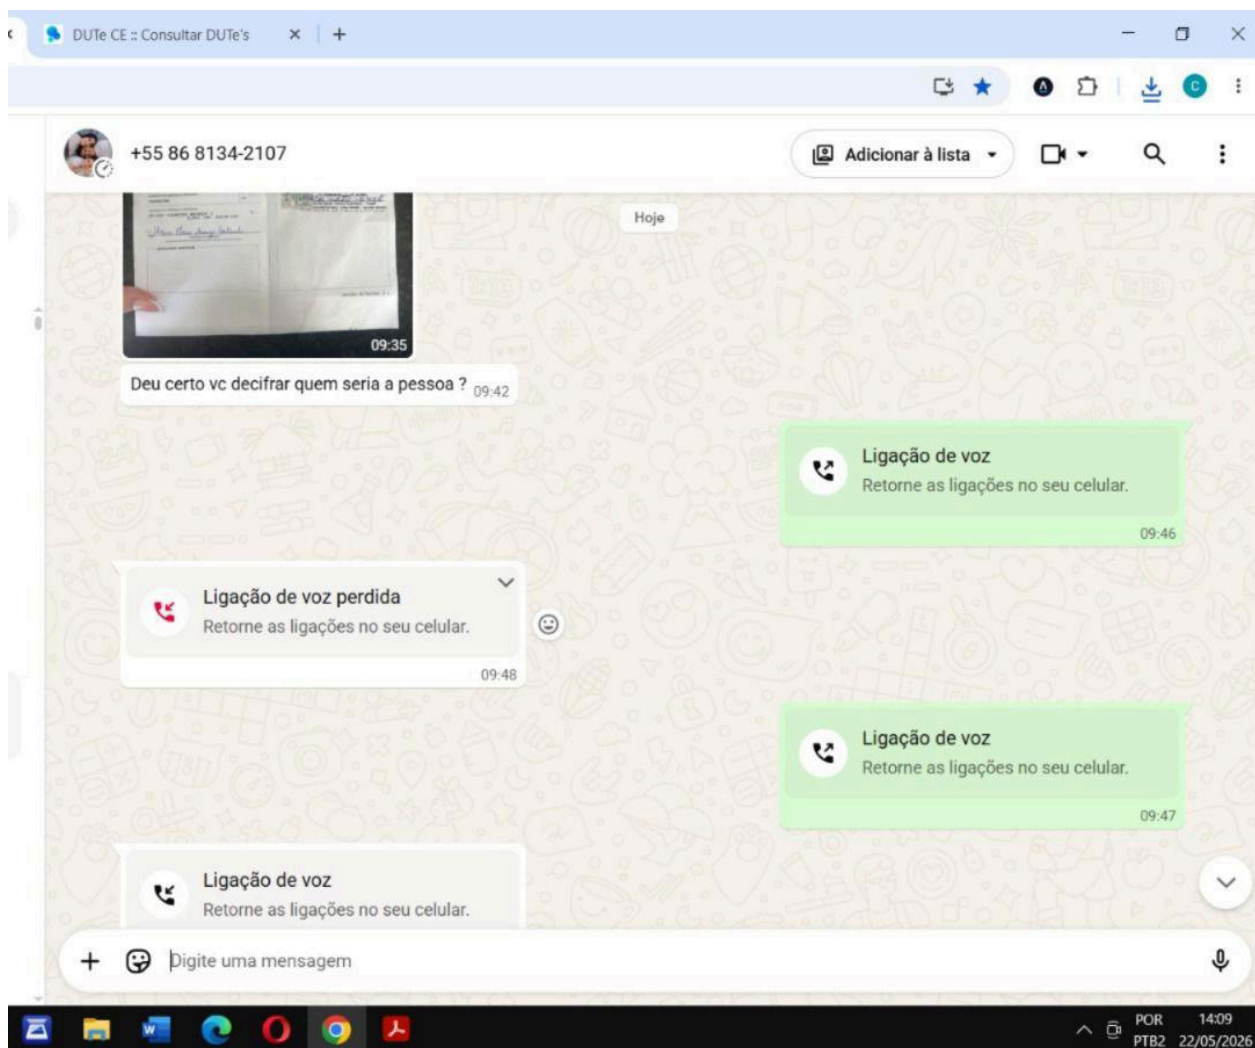 DUTe CE :: Consultar DUTe's
+55 86 8134-2107
Adicionar à lista
Hoje
09:35
Deu certo vc decifrar quem seria a pessoa ? 09:42
Ligação de voz
Retorne as ligações no seu celular.
09:46
Ligação de voz perdida
Retorne as ligações no seu celular.
09:48
Ligação de voz
Retorne as ligações no seu celular.
09:47
Ligação de voz
Retorne as ligações no seu celular.
Digite uma mensagem
POR 14:09
PTB2 22/05/2026